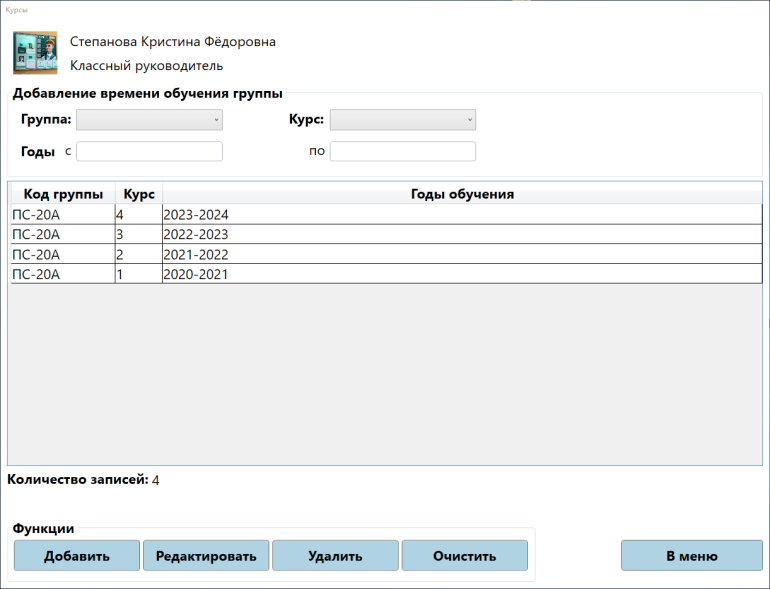 Курсы
Степанова Кристина Фёдоровна
Классный руководитель
Добавление времени обучения группы
Группа: Курс:
Годы с по
Код группы Курс Годы обучения
ПС-20А 4 2023-2024
ПС-20А 3 2022-2023
ПС-20А 2 2021-2022
ПС-20А 1 2020-2021
Количество записей: 4
Функции
Добавить Редактировать Удалить Очистить В меню